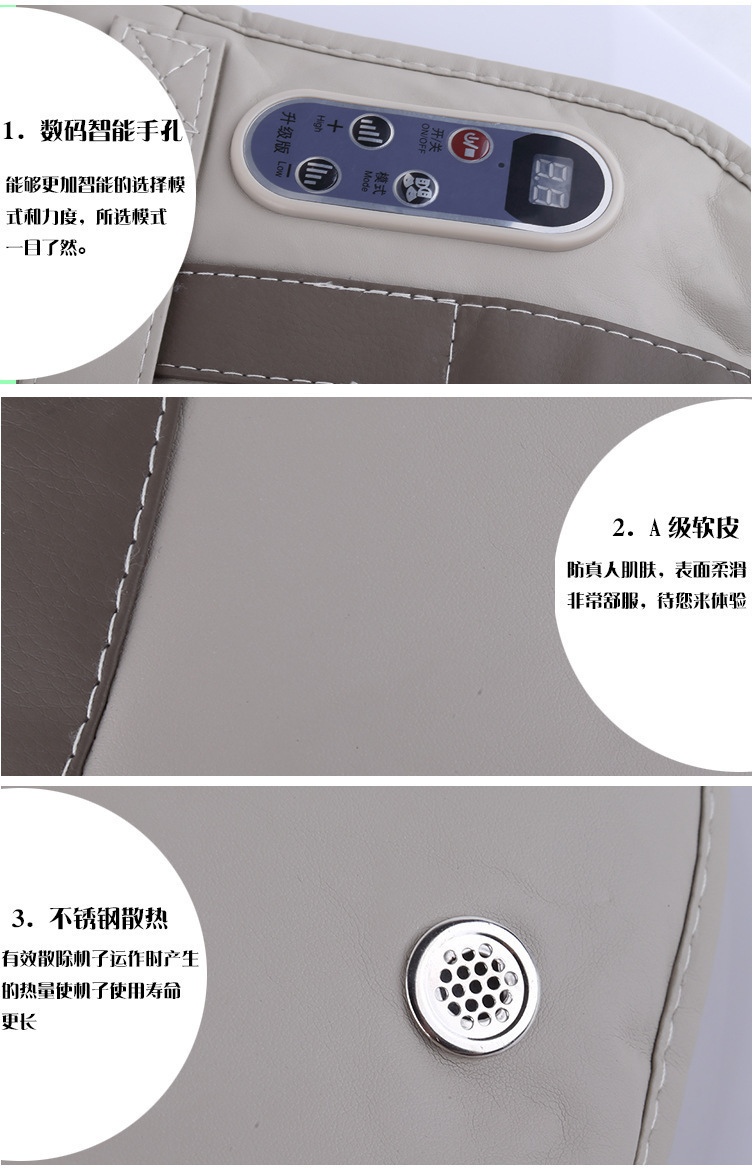 1. 数码智能手孔
能够更加智能的选择模
式和力度，所选模式
一目了然。
升级版
High
+
Low
开关
ON/OFF
模式
Mode
88
2. A 级软皮
防真人肌肤，表面柔滑
非常舒服，待您来体验
3. 不锈钢散热
有效散除机子运作时产生
的热量使机子使用寿命
更长